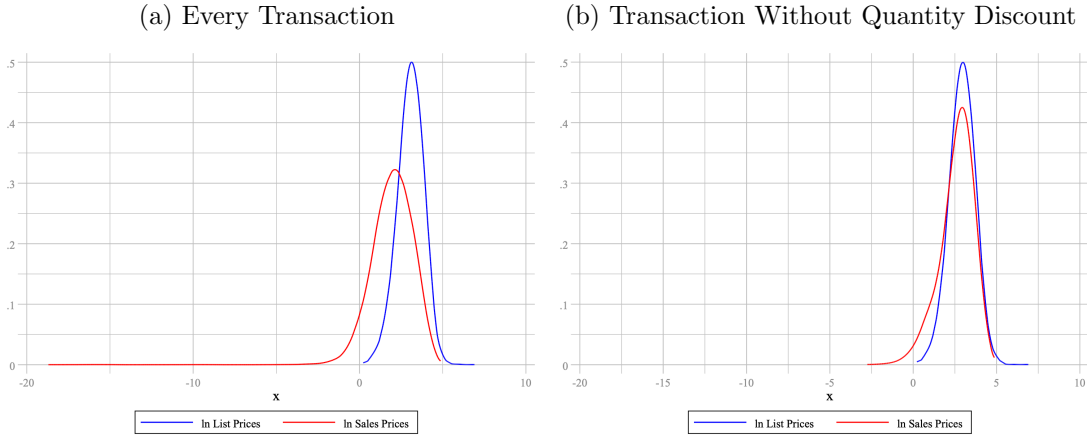 (a) Every Transaction
.5
.4
.3
.2
.1
0
-20 -10 0 10
x
ln List Prices ln Sales Prices
(b) Transaction Without Quantity Discount
.5
.4
.3
.2
.1
0
-20 -15 -10 -5 0 5 10
x
ln List Prices ln Sales Prices